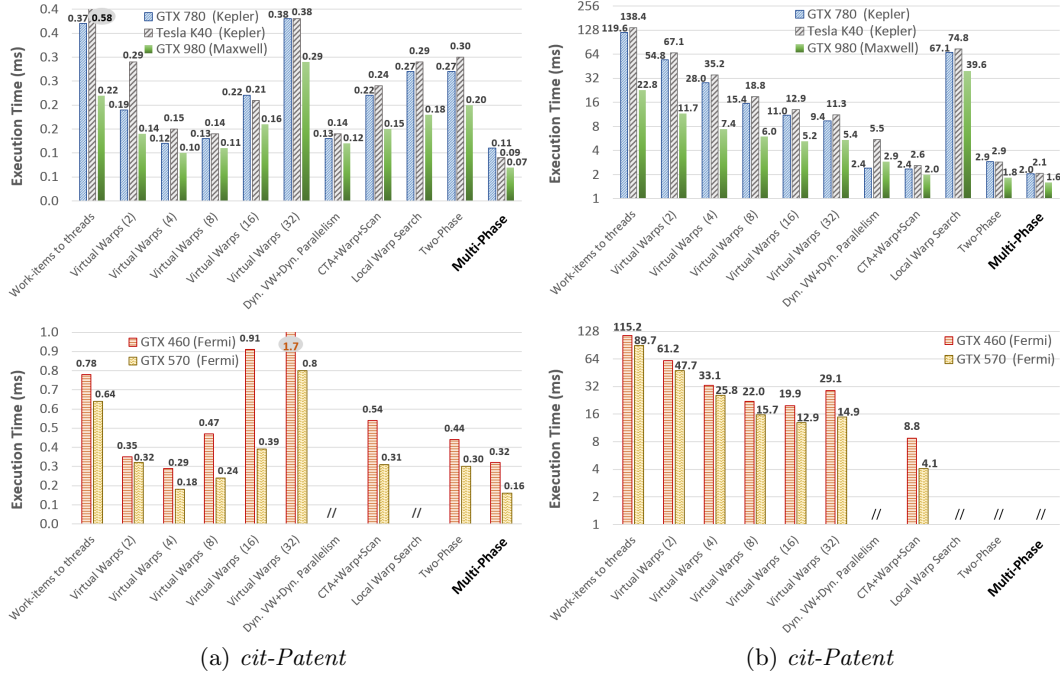 GTX 780 (Kepler)
Tesla K40 (Kepler)
GTX 980 (Maxwell)
Execution Time (ms)
0.4
0.4
0.3
0.3
0.2
0.2
0.1
0.1
0.0
0.37 0.58 0.22
0.19 0.29 0.14
0.12 0.15 0.10
0.13 0.14 0.11
0.22 0.21 0.16
0.38 0.38 0.29
0.13 0.14 0.12
0.22 0.24 0.15
0.27 0.29 0.18
0.27 0.30 0.20
0.11 0.09 0.07
Work-items to threads
Virtual Warps (2)
Virtual Warps (4)
Virtual Warps (8)
Virtual Warps (16)
Virtual Warps (32)
Dyn. VW+Dyn. Parallelism
CTA+Warp+Scan
Local Warp Search
Two-Phase
Multi-Phase
GTX 780 (Kepler)
Tesla K40 (Kepler)
GTX 980 (Maxwell)
Execution Time (ms)
256
128
64
32
16
8
4
2
1
119.6 138.4 22.8
54.8 67.1 11.7
28.0 35.2 7.4
15.4 18.8 6.0
11.0 12.9 5.2
9.4 11.3 5.4
2.4 5.5 2.9
2.4 2.6 2.0
67.1 74.8 39.6
2.9 2.9 1.8
2.0 2.1 1.6
Work-items to threads
Virtual Warps (2)
Virtual Warps (4)
Virtual Warps (8)
Virtual Warps (16)
Virtual Warps (32)
Dyn. VW+Dyn. Parallelism
CTA+Warp+Scan
Local Warp Search
Two-Phase
Multi-Phase
GTX 460 (Fermi)
GTX 570 (Fermi)
Execution Time (ms)
1.0
0.9
0.8
0.7
0.6
0.5
0.4
0.3
0.2
0.1
0.0
0.78 0.64
0.35 0.32
0.29 0.18
0.47 0.24
0.91 0.39
1.7 0.8
//
0.54 0.31
//
0.44 0.30
0.32 0.16
Work-items to threads
Virtual Warps (2)
Virtual Warps (4)
Virtual Warps (8)
Virtual Warps (16)
Virtual Warps (32)
Dyn. VW+Dyn. Parallelism
CTA+Warp+Scan
Local Warp Search
Two-Phase
Multi-Phase
GTX 460 (Fermi)
GTX 570 (Fermi)
Execution Time (ms)
128
64
32
16
8
4
2
1
115.2 89.7
61.2 47.7
33.1 25.8
22.0 15.7
19.9 12.9
29.1 14.9
//
8.8 4.1
//
//
//
Work-items to threads
Virtual Warps (2)
Virtual Warps (4)
Virtual Warps (8)
Virtual Warps (16)
Virtual Warps (32)
Dyn. VW+Dyn. Parallelism
CTA+Warp+Scan
Local Warp Search
Two-Phase
Multi-Phase
(a) cit-Patent
(b) cit-Patent